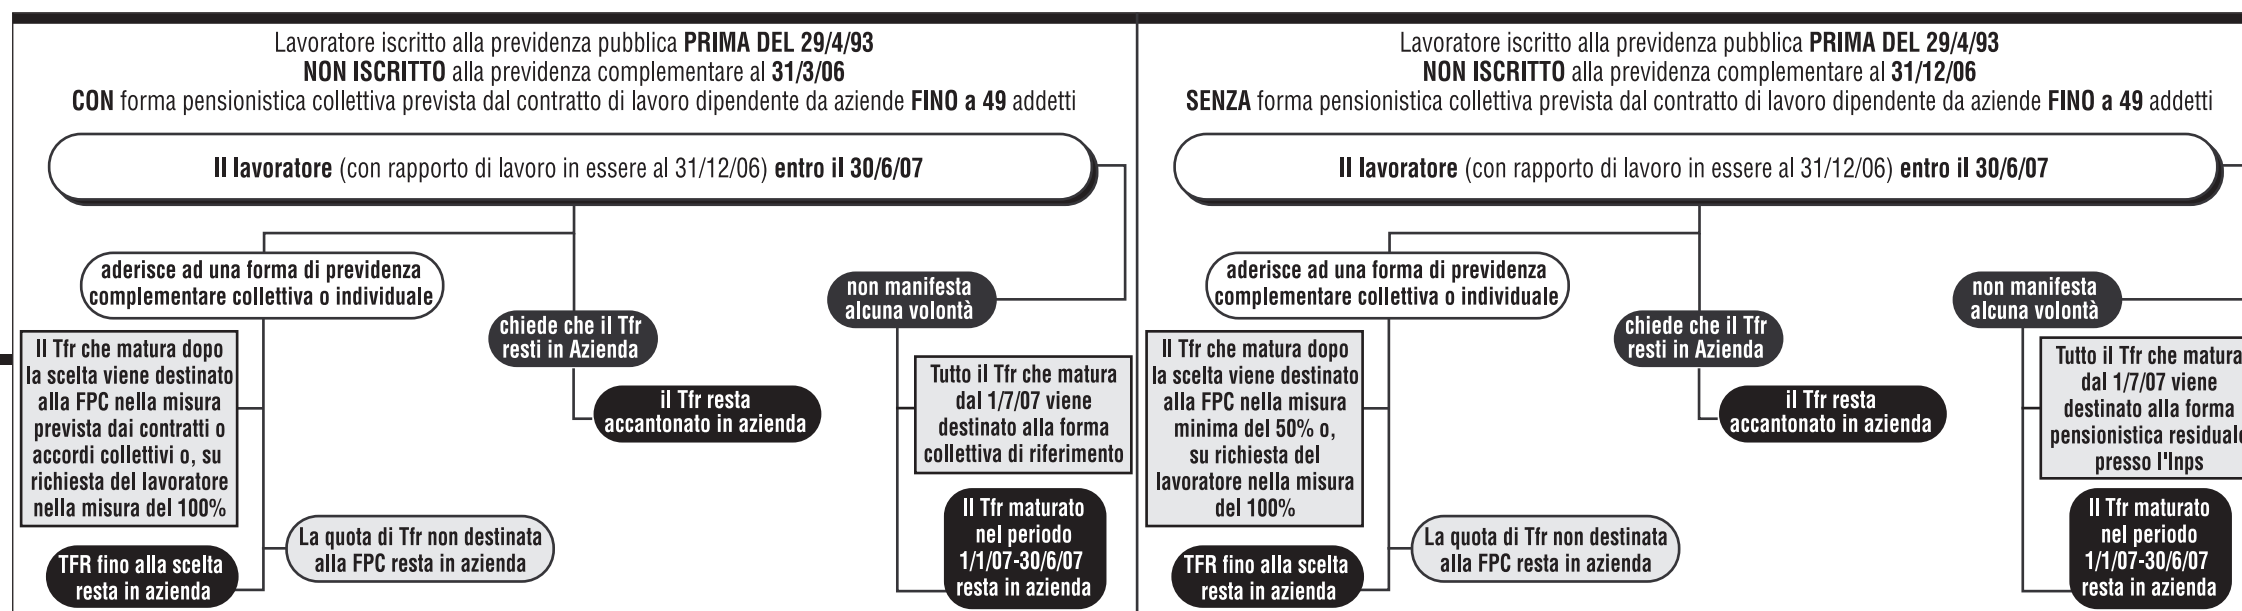 Lavoratore iscritto alla previdenza pubblica PRIMA DEL 29/4/93
NON ISCRITTO alla previdenza complementare al 31/3/06
CON forma pensionistica collettiva prevista dal contratto di lavoro dipendente da aziende FINO a 49 addetti
Il lavoratore (con rapporto di lavoro in essere al 31/12/06) entro il 30/6/07
aderisce ad una forma di previdenza
complementare collettiva o individuale
Il Tfr che matura dopo
la scelta viene destinato
alla FPC nella misura
prevista dai contratti o
accordi collettivi o, su
richiesta del lavoratore
nella misura del 100%
TFR fino alla scelta
resta in azienda
La quota di Tfr non destinata
alla FPC resta in azienda
chiede che il Tfr
resti in Azienda
il Tfr resta
accantonato in azienda
non manifesta
alcuna volontà
Tutto il Tfr che matura
dal 1/7/07 viene
destinato alla forma
collettiva di riferimento
Il Tfr maturato
nel periodo
1/1/07-30/6/07
resta in azienda
Lavoratore iscritto alla previdenza pubblica PRIMA DEL 29/4/93
NON ISCRITTO alla previdenza complementare al 31/12/06
SENZA forma pensionistica collettiva prevista dal contratto di lavoro dipendente da aziende FINO a 49 addetti
Il lavoratore (con rapporto di lavoro in essere al 31/12/06) entro il 30/6/07
aderisce ad una forma di previdenza
complementare collettiva o individuale
Il Tfr che matura dopo
la scelta viene destinato
alla FPC nella misura
minima del 50% o,
su richiesta del
lavoratore nella misura
del 100%
TFR fino alla scelta
resta in azienda
La quota di Tfr non destinata
alla FPC resta in azienda
chiede che il Tfr
resti in Azienda
il Tfr resta
accantonato in azienda
non manifesta
alcuna volontà
Tutto il Tfr che matura
dal 1/7/07 viene
destinato alla forma
pensionistica residuale
presso l'Inps
Il Tfr maturato
nel periodo
1/1/07-30/6/07
resta in azienda